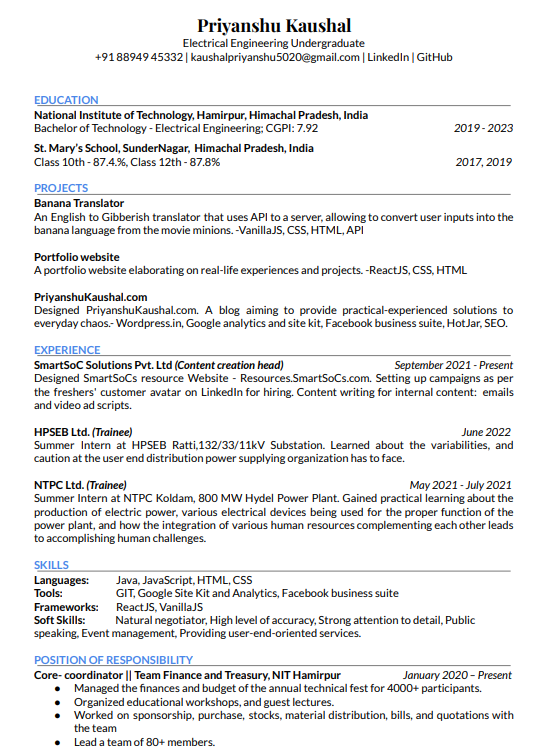 Priyanshu Kaushal
Electrical Engineering Undergraduate
+91 88949 45332 | kaushalpriyanshu5020@gmail.com | LinkedIn | GitHub
EDUCATION
National Institute of Technology, Hamirpur, Himachal Pradesh, India
Bachelor of Technology - Electrical Engineering; CGPI: 7.92 2019 - 2023
St. Mary's School, SunderNagar, Himachal Pradesh, India
Class 10th - 87.4.%, Class 12th - 87.8% 2017, 2019
PROJECTS
Banana Translator
An English to Gibberish translator that uses API to a server, allowing to convert user inputs into the
banana language from the movie minions. -VanillaJS, CSS, HTML, API
Portfolio website
A portfolio website elaborating on real-life experiences and projects. -ReactJS, CSS, HTML
PriyanshuKaushal.com
Designed PriyanshuKaushal.com. A blog aiming to provide practical-experienced solutions to
everyday chaos.- Wordpress.in, Google analytics and site kit, Facebook business suite, HotJar, SEO.
EXPERIENCE
SmartSoC Solutions Pvt. Ltd (Content creation head) September 2021 - Present
Designed SmartSoCs resource Website - Resources.SmartSoCs.com. Setting up campaigns as per
the freshers' customer avatar on LinkedIn for hiring. Content writing for internal content: emails
and video ad scripts.
HPSEB Ltd. (Trainee) June 2022
Summer Intern at HPSEB Ratti,132/33/11kV Substation. Learned about the variabilities, and
caution at the user end distribution power supplying organization has to face.
NTPC Ltd. (Trainee) May 2021 - July 2021
Summer Intern at NTPC Koldam, 800 MW Hydel Power Plant. Gained practical learning about the
production of electric power, various electrical devices being used for the proper function of the
power plant, and how the integration of various human resources complementing each other leads
to accomplishing human challenges.
SKILLS
Languages: Java, JavaScript, HTML, CSS
Tools: GIT, Google Site Kit and Analytics, Facebook business suite
Frameworks: ReactJS, VanillaJS
Soft Skills: Natural negotiator, High level of accuracy, Strong attention to detail, Public
speaking, Event management, Providing user-end-oriented services.
POSITION OF RESPONSIBILITY
Core- coordinator || Team Finance and Treasury, NIT Hamirpur January 2020 – Present
● Managed the finances and budget of the annual technical fest for 4000+ participants.
● Organized educational workshops, and guest lectures.
● Worked on sponsorship, purchase, stocks, material distribution, bills, and quotations with
the team
● Lead a team of 80+ members.